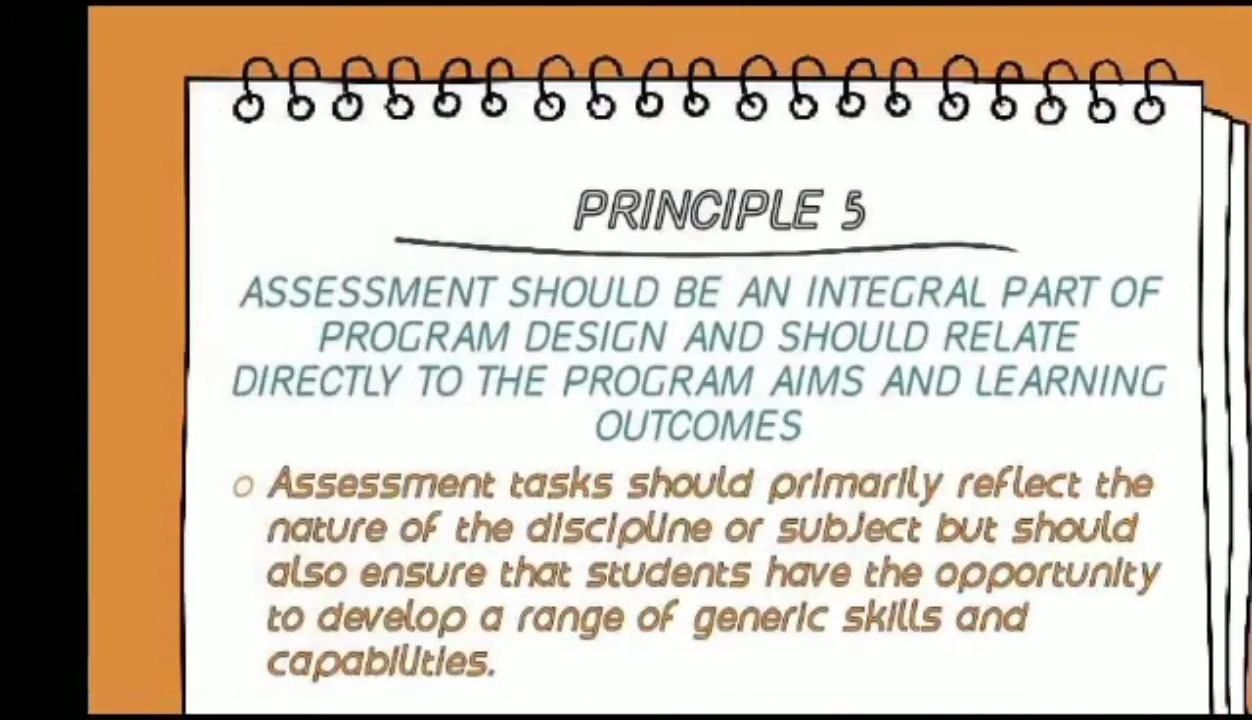 PRINCIPLE 5
ASSESSMENT SHOULD BE AN INTEGRAL PART OF
PROGRAM DESIGN AND SHOULD RELATE
DIRECTLY TO THE PROGRAM AIMS AND LEARNING
OUTCOMES
o Assessment tasks should primarily reflect the
nature of the discipline or subject but should
also ensure that students have the opportunity
to develop a range of generic skills and
capabilities.